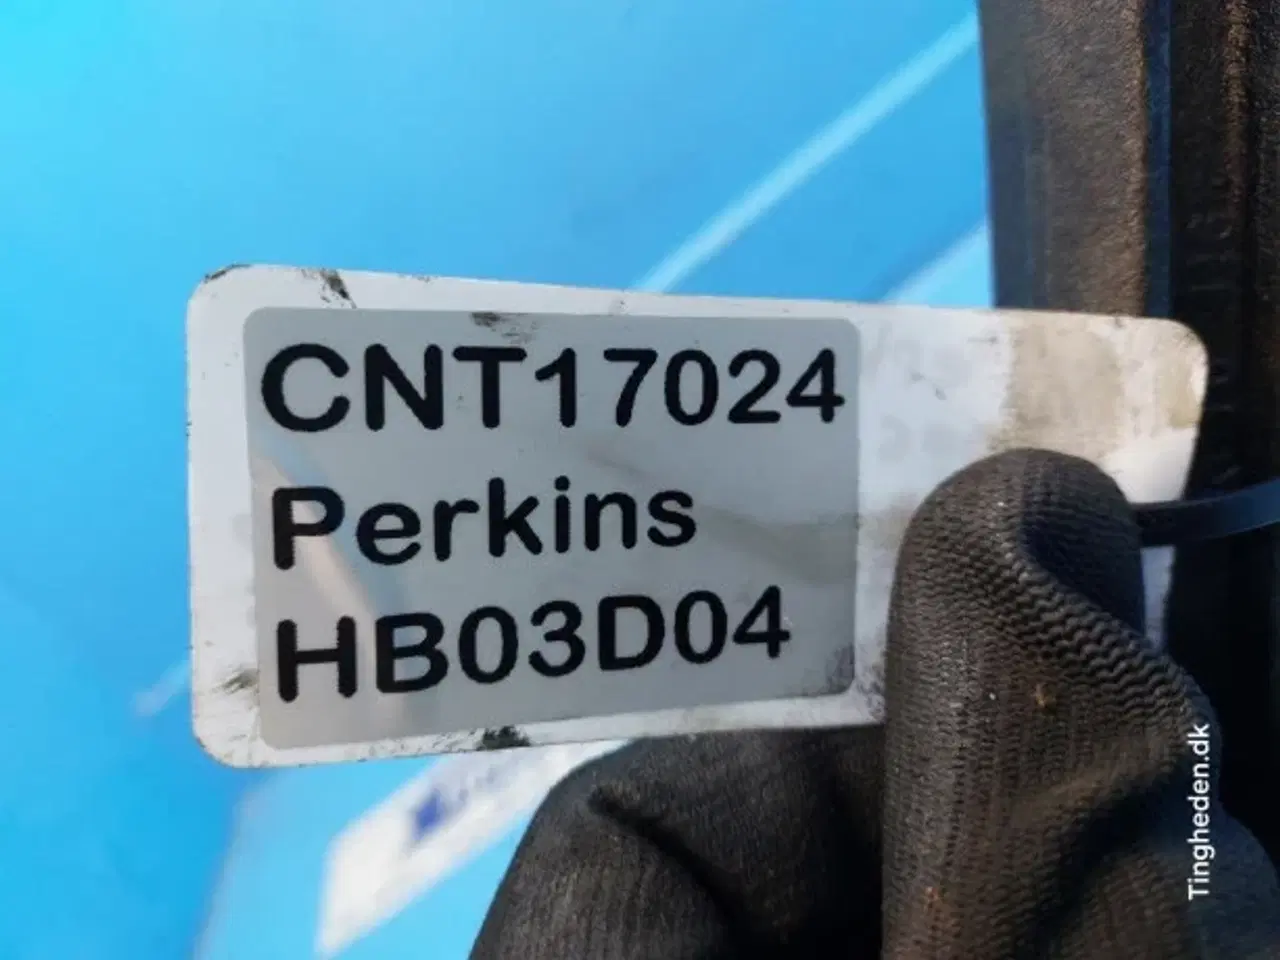 CNT17024
Perkins
HB03D04
Tingheden.dk